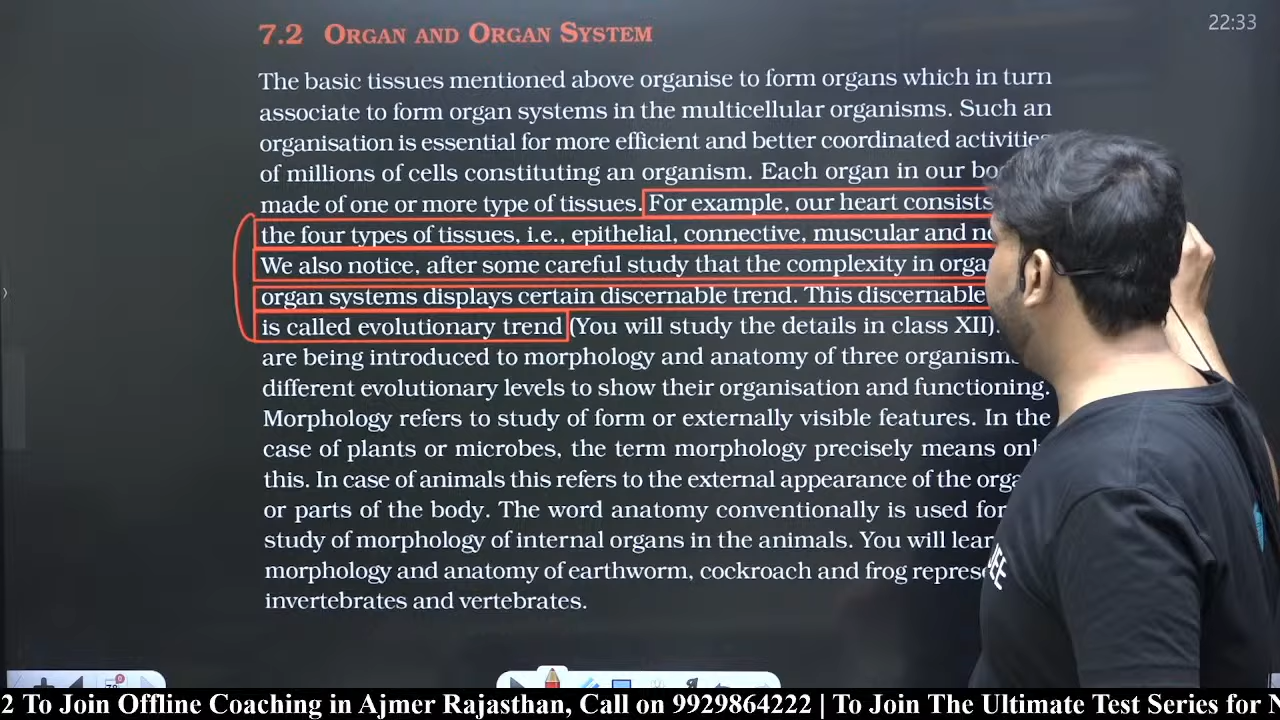 22:33
7.2 ORGAN AND ORGAN SYSTEM
The basic tissues mentioned above organise to form organs which in turn
associate to form organ systems in the multicellular organisms. Such an
organisation is essential for more efficient and better coordinated activities
of millions of cells constituting an organism. Each organ in our
made of one or more type of tissues. For example, our heart consists
the four types of tissues, i.e., epithelial, connective, muscular and
We also notice, after some careful study that the complexity in
organ systems displays certain discernable trend. This discernable
is called evolutionary trend (You will study the details in class XII).
are being introduced to morphology and anatomy of three organisms
different evolutionary levels to show their organisation and functioning.
Morphology refers to study of form or externally visible features. In the
case of plants or microbes, the term morphology precisely means only
this. In case of animals this refers to the external appearance of the
or parts of the body. The word anatomy conventionally is used for
study of morphology of internal organs in the animals. You will
morphology and anatomy of earthworm, cockroach and frog
invertebrates and vertebrates.
2 To Join Offline Coaching in Ajmer Rajasthan, Call on 9929864222 | To Join The Ultimate Test Series for